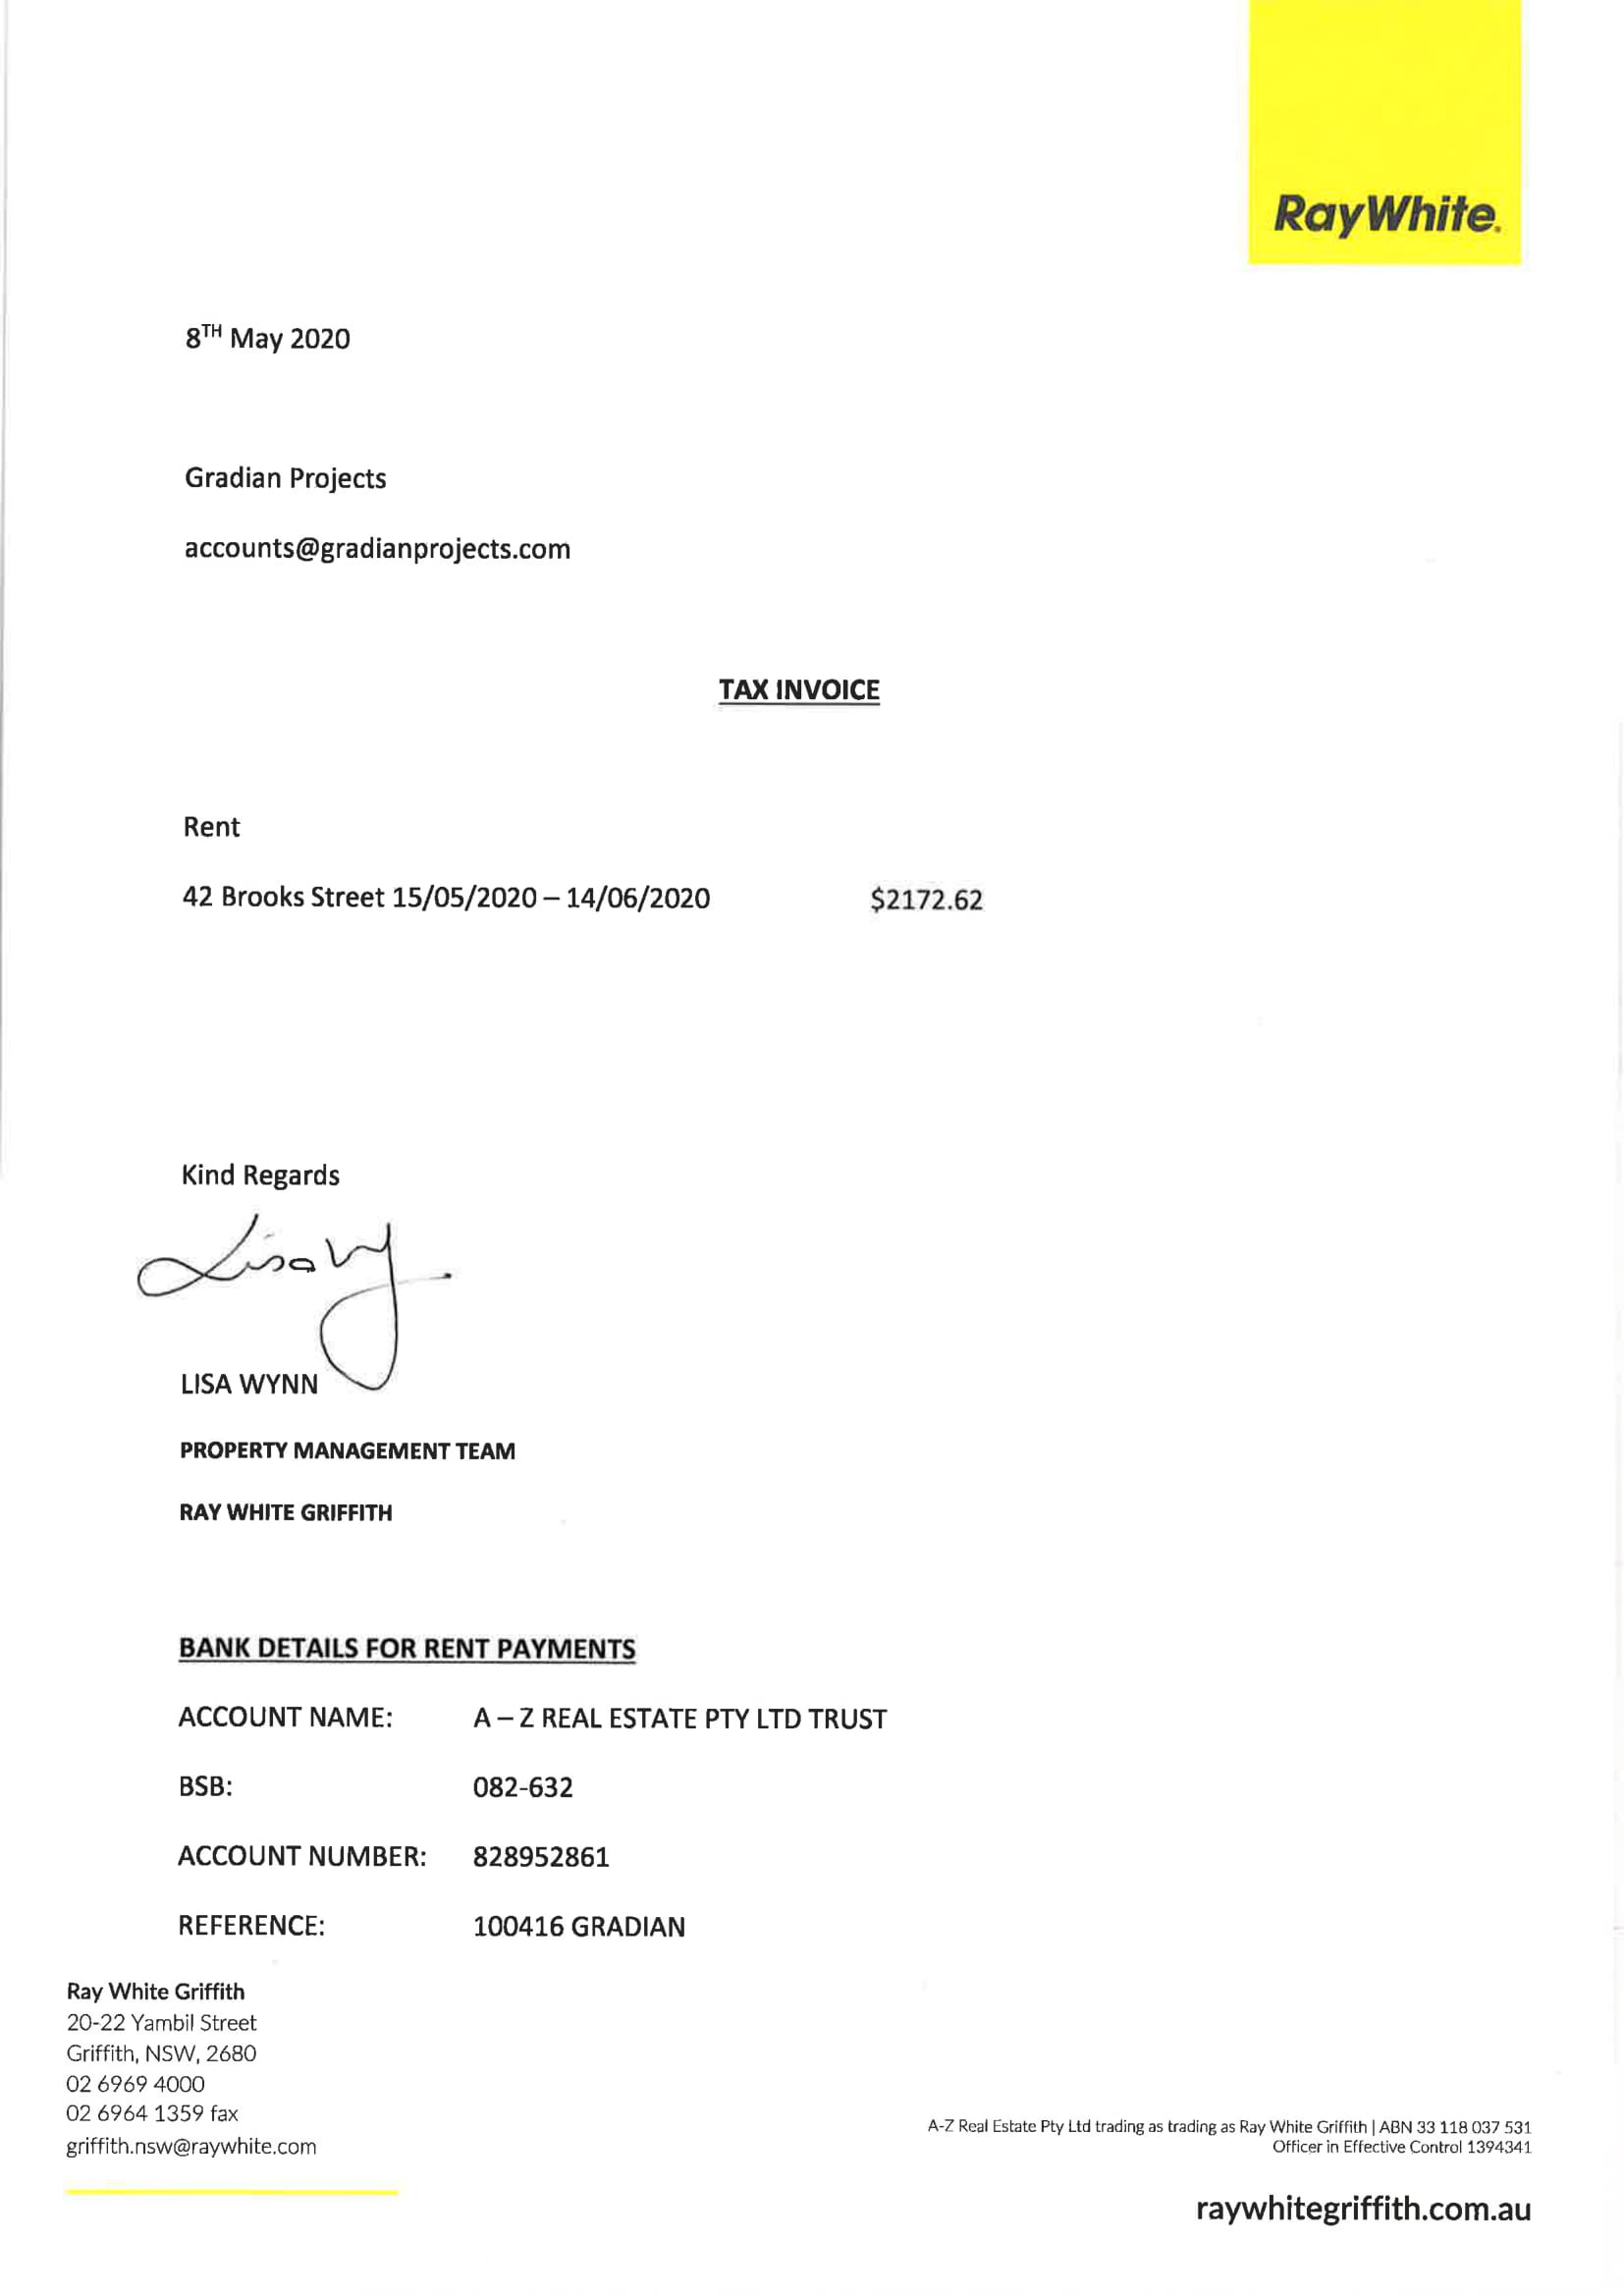 RayWhite.
8TH May 2020
Gradian Projects
accounts@gradianprojects.com
TAX INVOICE
Rent
42 Brooks Street 15/05/2020 – 14/06/2020 $2172.62
Kind Regards
LISA WYNN
PROPERTY MANAGEMENT TEAM
RAY WHITE GRIFFITH
BANK DETAILS FOR RENT PAYMENTS
ACCOUNT NAME: A – Z REAL ESTATE PTY LTD TRUST
BSB: 082-632
ACCOUNT NUMBER: 828952861
REFERENCE: 100416 GRADIAN
Ray White Griffith
20-22 Yambil Street
Griffith, NSW, 2680
02 6969 4000
02 6964 1359 fax
griffith.nsw@raywhite.com
A-Z Real Estate Pty Ltd trading as trading as Ray White Griffith | ABN 33 118 037 531
Officer in Effective Control 1394341
raywhitegriffith.com.au